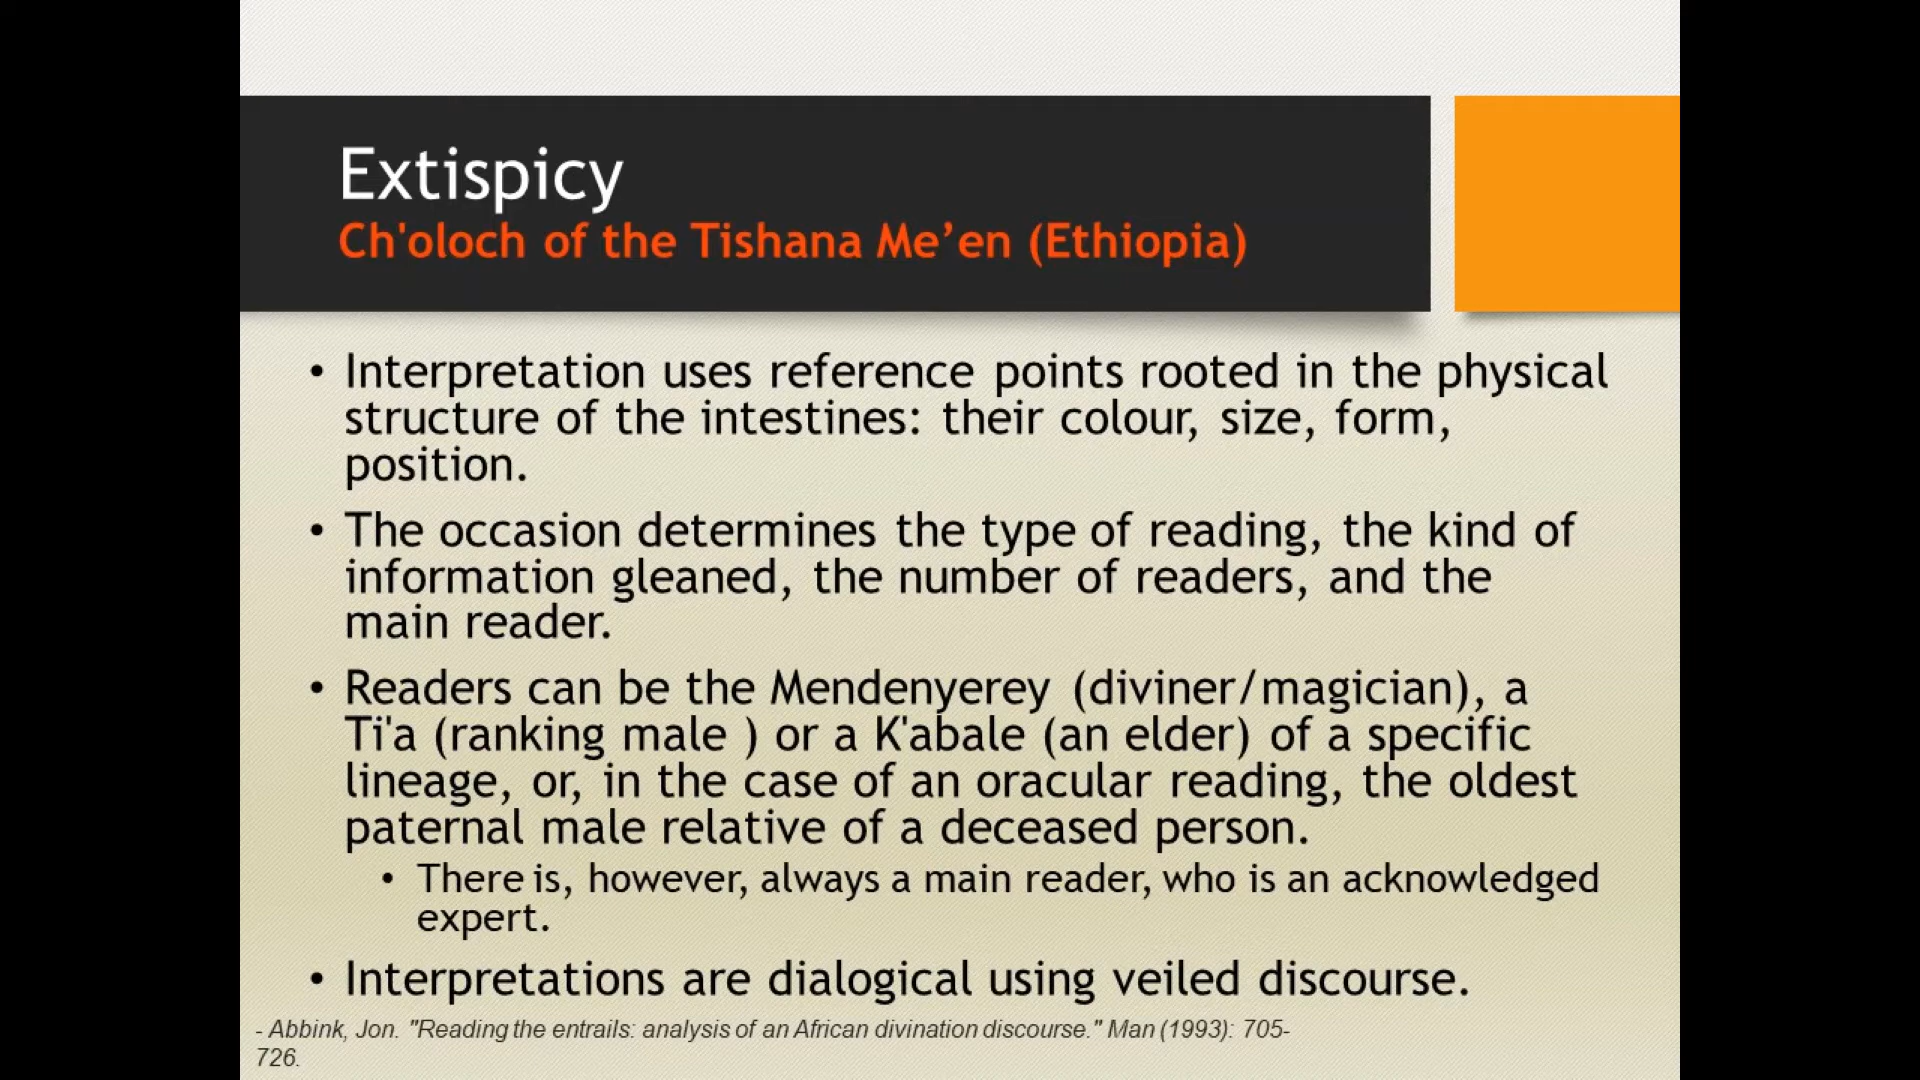 Extispicy
Ch'oloch of the Tishana Me’en (Ethiopia)
• Interpretation uses reference points rooted in the physical
structure of the intestines: their colour, size, form,
position.
• The occasion determines the type of reading, the kind of
information gleaned, the number of readers, and the
main reader.
• Readers can be the Mendenyerey (diviner/magician), a
Ti'a (ranking male ) or a K'abale (an elder) of a specific
lineage, or, in the case of an oracular reading, the oldest
paternal male relative of a deceased person.
• There is, however, always a main reader, who is an acknowledged
expert.
• Interpretations are dialogical using veiled discourse.
- Abbink, Jon. "Reading the entrails: analysis of an African divination discourse." Man (1993): 705-
726.